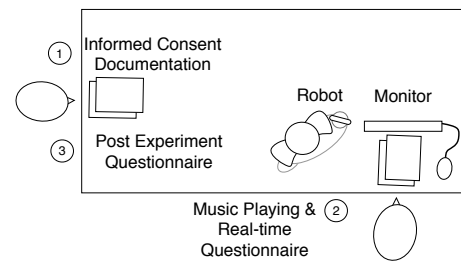 1
Informed Consent
Documentation
Robot
Monitor
3
Post Experiment
Questionnaire
Music Playing & 2
Real-time
Questionnaire